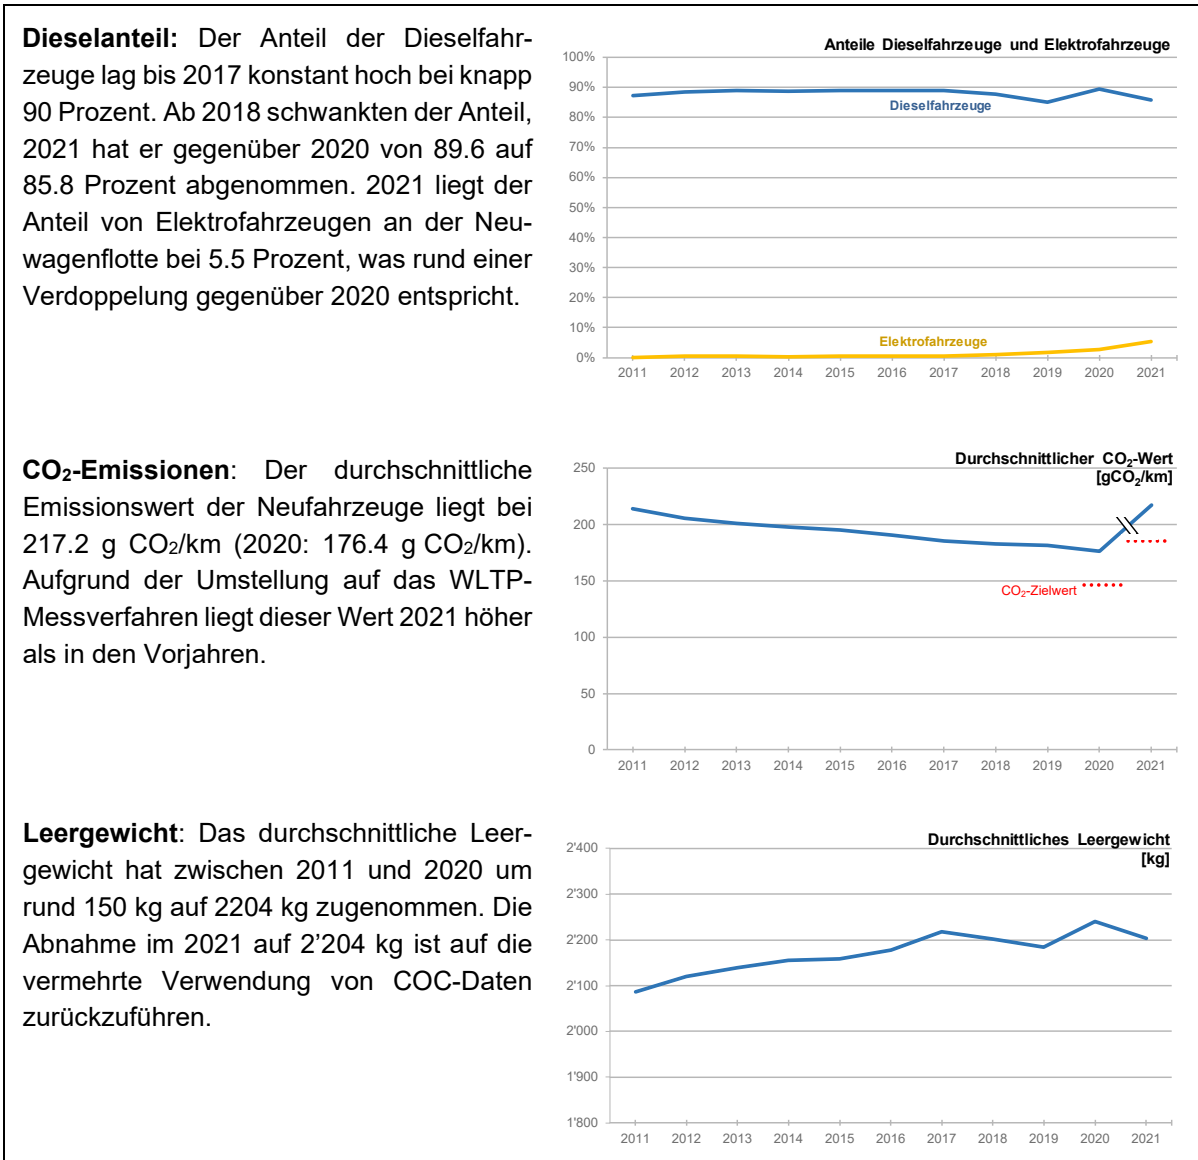 Dieselanteil: Der Anteil der Dieselfahr-
zeuge lag bis 2017 konstant hoch bei knapp
90 Prozent. Ab 2018 schwankten der Anteil,
2021 hat er gegenüber 2020 von 89.6 auf
85.8 Prozent abgenommen. 2021 liegt der
Anteil von Elektrofahrzeugen an der Neu-
wagenflotte bei 5.5 Prozent, was rund einer
Verdoppelung gegenüber 2020 entspricht.
Anteile Dieselfahrzeuge und Elektrofahrzeuge
100%
90%
80%
70%
60%
50%
40%
30%
20%
10%
0%
Dieselfahrzeuge
Elektrofahrzeuge
2011 2012 2013 2014 2015 2016 2017 2018 2019 2020 2021
CO₂-Emissionen: Der durchschnittliche
Emissionswert der Neufahrzeuge liegt bei
217.2 g CO₂/km (2020: 176.4 g CO₂/km).
Aufgrund der Umstellung auf das WLTP-
Messverfahren liegt dieser Wert 2021 höher
als in den Vorjahren.
Durchschnittlicher CO₂-Wert
[gCO₂/km]
250
200
150
100
50
0
CO₂-Zielwert
2011 2012 2013 2014 2015 2016 2017 2018 2019 2020 2021
Leergewicht: Das durchschnittliche Leer-
gewicht hat zwischen 2011 und 2020 um
rund 150 kg auf 2204 kg zugenommen. Die
Abnahme im 2021 auf 2’204 kg ist auf die
vermehrte Verwendung von COC-Daten
zurückzuführen.
Durchschnittliches Leergewicht
[kg]
2'400
2'300
2'200
2'100
2'000
1'900
1'800
2011 2012 2013 2014 2015 2016 2017 2018 2019 2020 2021